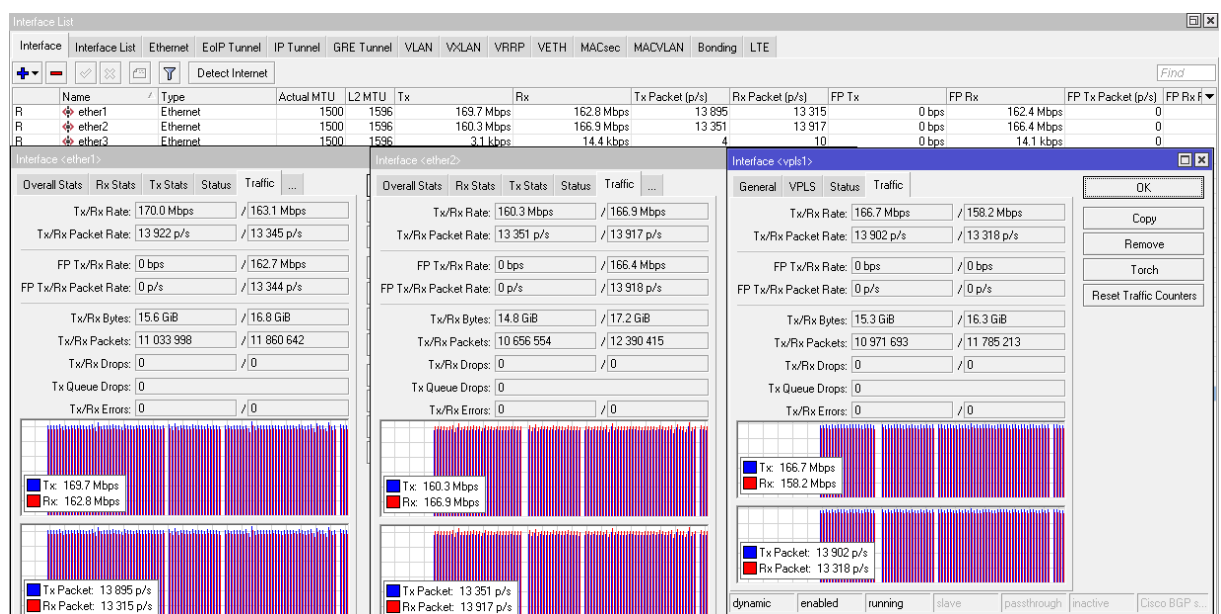 Interface List
Interface Interface List Ethernet EoIP Tunnel IP Tunnel GRE Tunnel VLAN VXLAN VRRP VETH MACsec MACVLAN Bonding LTE
Detect Internet Find
Name / Type Actual MTU L2 MTU Tx Rx Tx Packet (p/s) Rx Packet (p/s) FP Tx FP Rx FP Tx Packet (p/s)
R ether1 Ethernet 1500 1596 169.7 Mbps 162.8 Mbps 13 895 13 315 0 bps 162.4 Mbps 0
R ether2 Ethernet 1500 1596 160.3 Mbps 166.9 Mbps 13 351 13 917 0 bps 166.4 Mbps 0
R ether3 Ethernet 1500 1596 3.1 kbps 14.4 kbps 4 10 0 bps 14.1 kbps 0
Interface <ether1>
Overall Stats Rx Stats Tx Stats Status Traffic ...
Tx/Rx Rate: 170.0 Mbps / 163.1 Mbps
Tx/Rx Packet Rate: 13 922 p/s / 13 345 p/s
FP Tx/Rx Rate: 0 bps / 162.7 Mbps
FP Tx/Rx Packet Rate: 0 p/s / 13 344 p/s
Tx/Rx Bytes: 15.6 GiB / 16.8 GiB
Tx/Rx Packets: 11 033 998 / 11 860 642
Tx/Rx Drops: 0 / 0
Tx Queue Drops: 0
Tx/Rx Errors: 0 / 0
Tx: 169.7 Mbps
Rx: 162.8 Mbps
Tx Packet: 13 895 p/s
Rx Packet: 13 315 p/s
Interface <ether2>
Overall Stats Rx Stats Tx Stats Status Traffic ...
Tx/Rx Rate: 160.3 Mbps / 166.9 Mbps
Tx/Rx Packet Rate: 13 351 p/s / 13 917 p/s
FP Tx/Rx Rate: 0 bps / 166.4 Mbps
FP Tx/Rx Packet Rate: 0 p/s / 13 918 p/s
Tx/Rx Bytes: 14.8 GiB / 17.2 GiB
Tx/Rx Packets: 10 656 554 / 12 390 415
Tx/Rx Drops: 0 / 0
Tx Queue Drops: 0
Tx/Rx Errors: 0 / 0
Tx: 160.3 Mbps
Rx: 166.9 Mbps
Tx Packet: 13 351 p/s
Rx Packet: 13 917 p/s
Interface <vpls1>
General VPLS Status Traffic
Tx/Rx Rate: 166.7 Mbps / 158.2 Mbps
Tx/Rx Packet Rate: 13 902 p/s / 13 318 p/s
FP Tx/Rx Rate: 0 bps / 0 bps
FP Tx/Rx Packet Rate: 0 p/s / 0 p/s
Tx/Rx Bytes: 15.3 GiB / 16.3 GiB
Tx/Rx Packets: 10 971 693 / 11 785 213
Tx/Rx Drops: 0 / 0
Tx Queue Drops: 0
Tx/Rx Errors: 0 / 0
Tx: 166.7 Mbps
Rx: 158.2 Mbps
Tx Packet: 13 902 p/s
Rx Packet: 13 318 p/s
OK
Copy
Remove
Torch
Reset Traffic Counters
dynamic enabled running slave passthrough inactive Cisco BGP s...